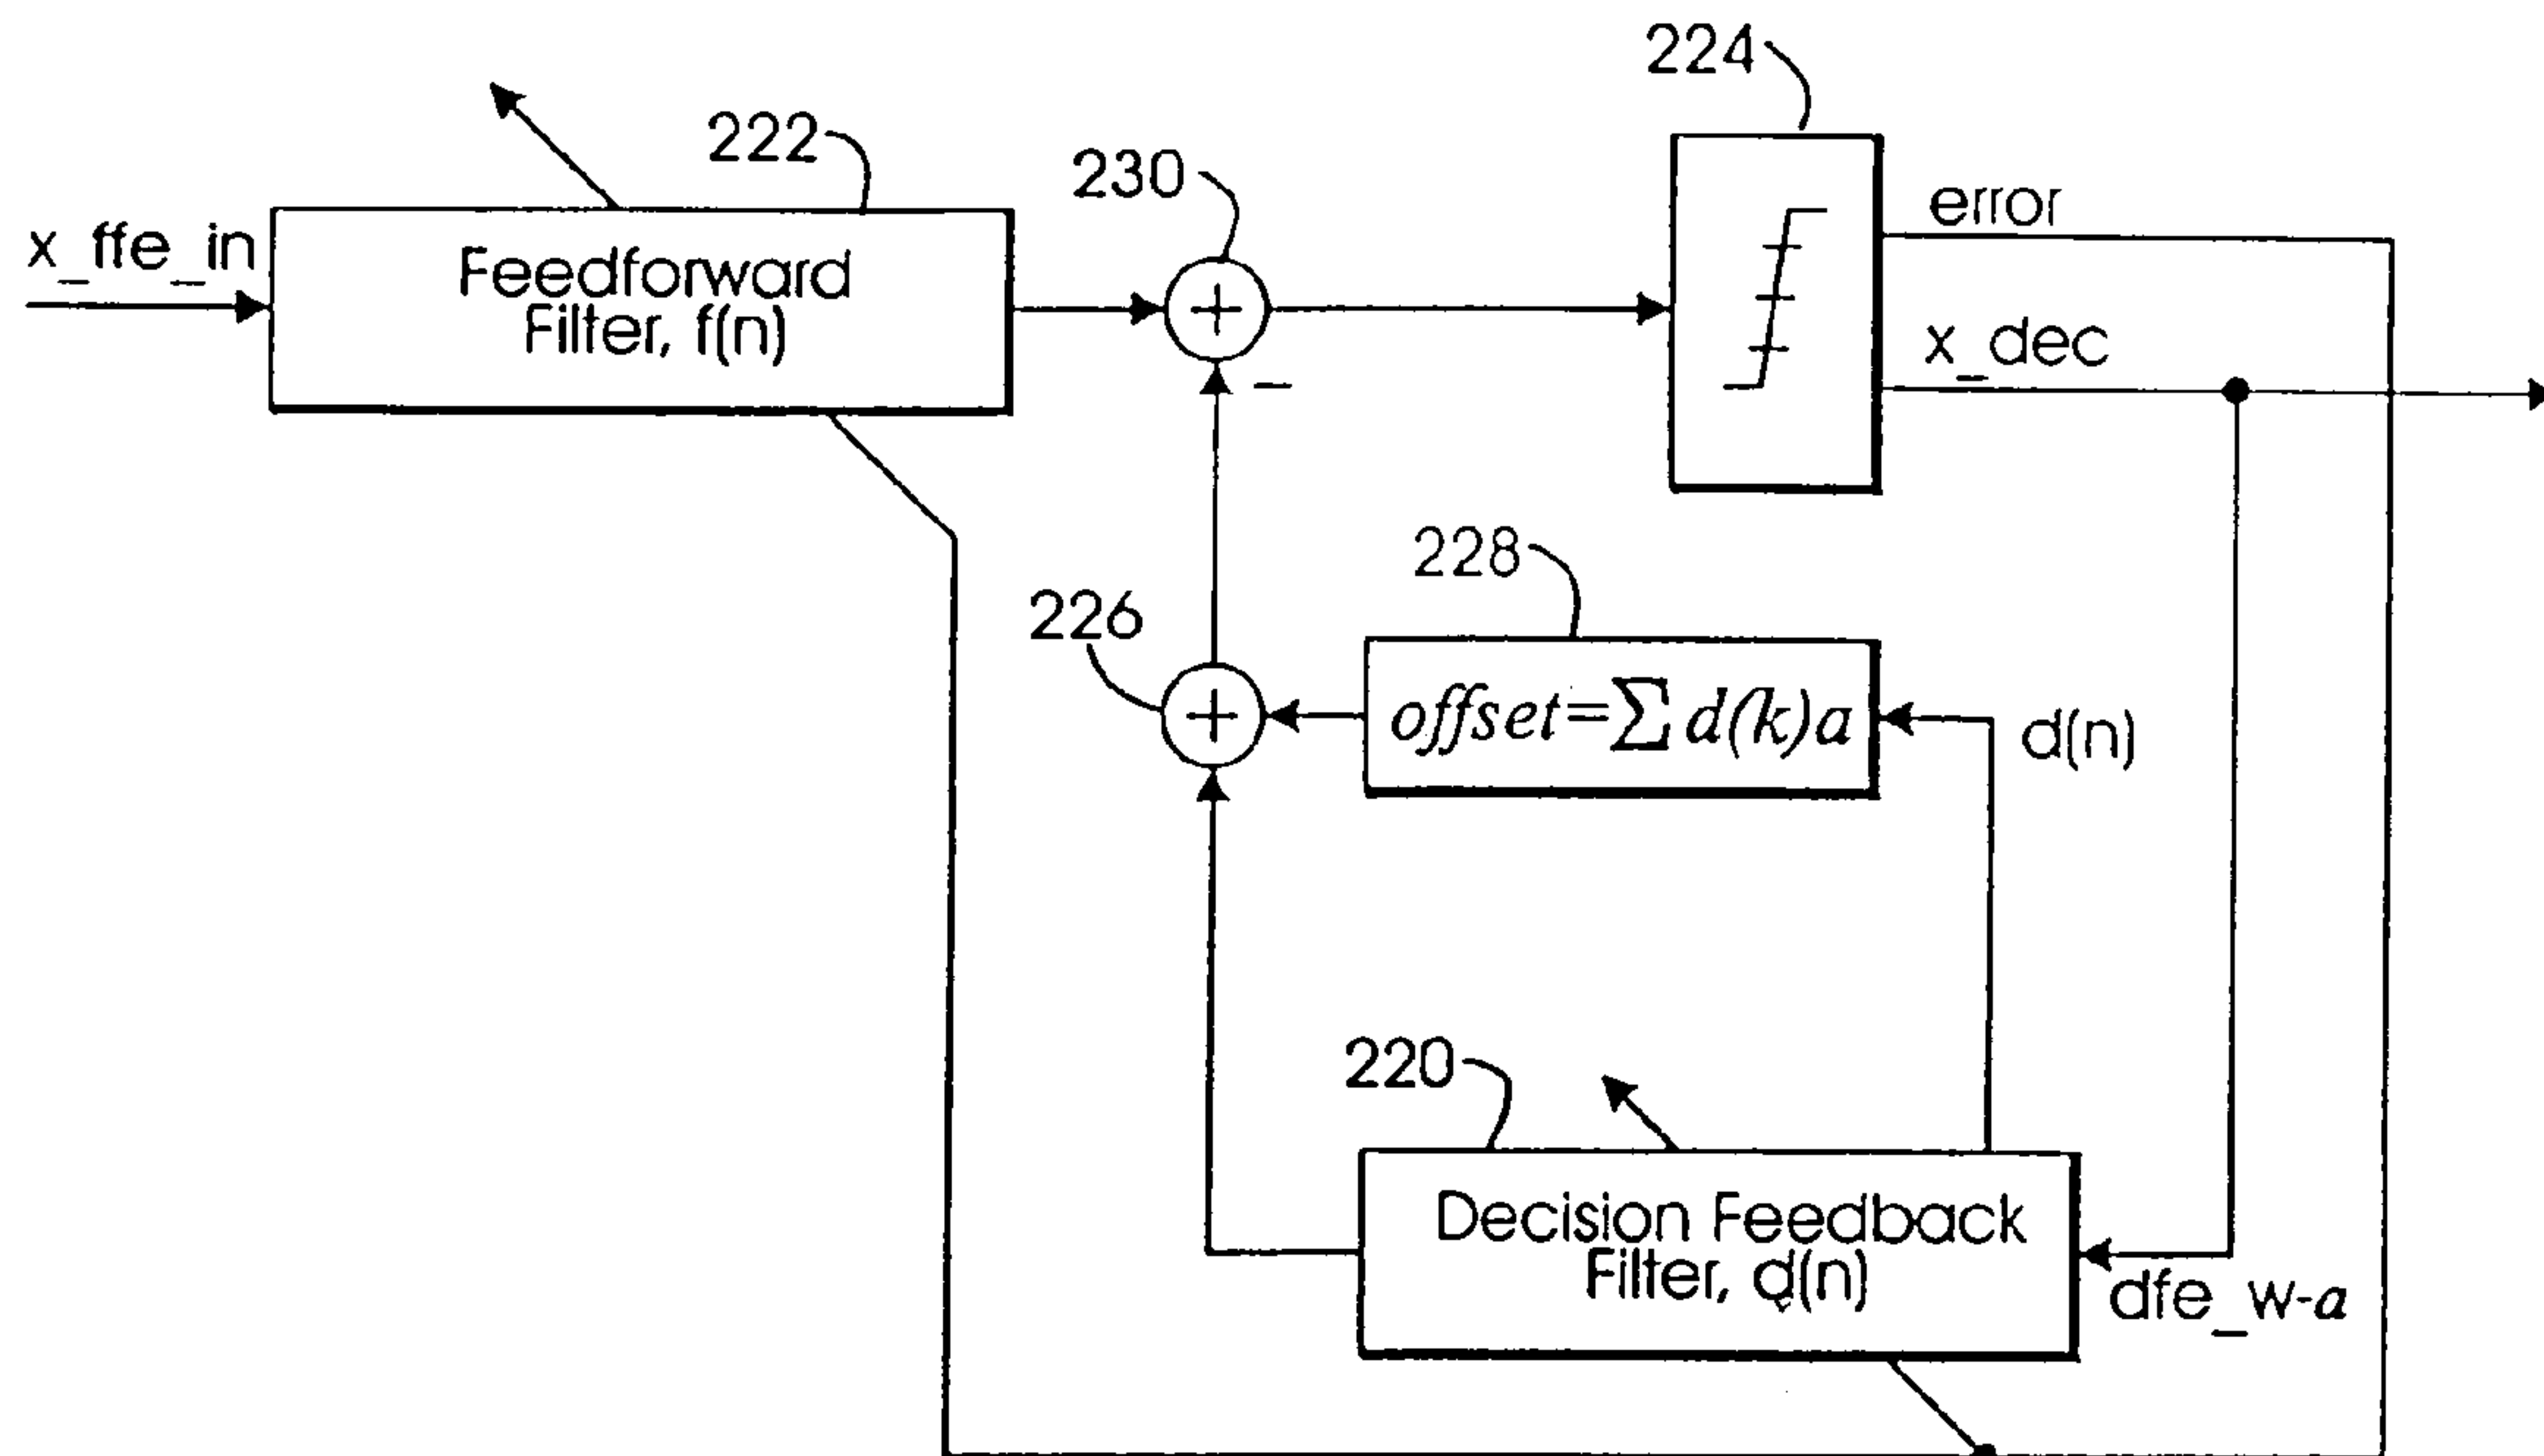 224
222
230
error
x_ffe_in
Feedforward
Filter, f(n)
+
x_dec
−
228
226
offset=∑ d(k)a
+
d(n)
220
Decision Feedback
Filter, d(n)
dfe_w-a